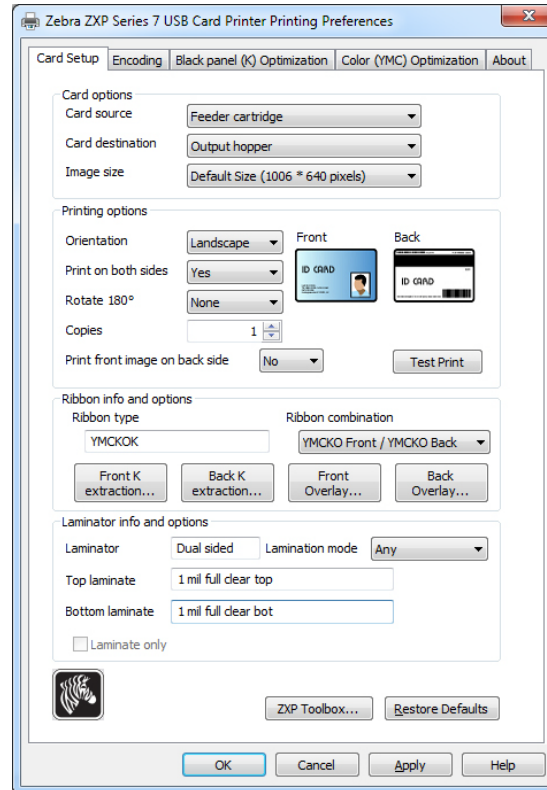 Zebra ZXP Series 7 USB Card Printer Printing Preferences
Card Setup Encoding Black panel (K) Optimization Color (YMC) Optimization About
Card options
Card source Feeder cartridge
Card destination Output hopper
Image size Default Size (1006 * 640 pixels)
Printing options
Orientation Landscape Front Back
Print on both sides Yes ID CARD ID CARD
Rotate 180° None
Copies 1
Print front image on back side No Test Print
Ribbon info and options
Ribbon type Ribbon combination
YMCKOK YMCKO Front / YMCKO Back
Front K extraction... Back K extraction... Front Overlay... Back Overlay...
Laminator info and options
Laminator Dual sided Lamination mode Any
Top laminate 1 mil full clear top
Bottom laminate 1 mil full clear bot
Laminate only
ZXP Toolbox... Restore Defaults
OK Cancel Apply Help